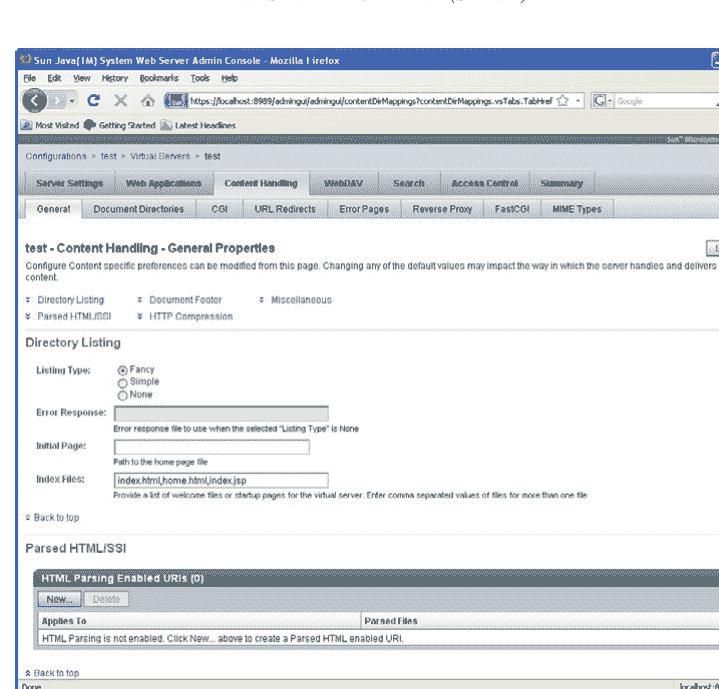 Sun Java(TM) System Web Server Admin Console - Mozilla Firefox
File Edit View History Bookmarks Tools Help
https://localhost:8989/admingui/admingui/contentDirMappings?contentDirMappings.vsTabs.TabHref Google
Most Visited Getting Started Latest Headlines
Configurations > test > Virtual Servers > test
Server Settings Web Applications Content Handling WebDAV Search Access Control Summary
General Document Directories CGI URL Redirects Error Pages Reverse Proxy FastCGI MIME Types
test - Content Handling - General Properties
Configure Content specific preferences can be modified from this page. Changing any of the default values may impact the way in which the server handles and delivers
content.
Directory Listing Document Footer Miscellaneous
Parsed HTML/SSI HTTP Compression
Directory Listing
Listing Type: Fancy
Simple
None
Error Response:
Error response file to use when the selected "Listing Type" is None
Initial Page:
Path to the home page file
Index Files: index.html,home.html,index.jsp
Provide a list of welcome files or startup pages for the virtual server. Enter comma separated values of files for more than one file
Back to top
Parsed HTML/SSI
HTML Parsing Enabled URIs (0)
New... Delete
Applies To Parsed Files
HTML Parsing is not enabled. Click New... above to create a Parsed HTML enabled URI.
Back to top
Done localhost:8